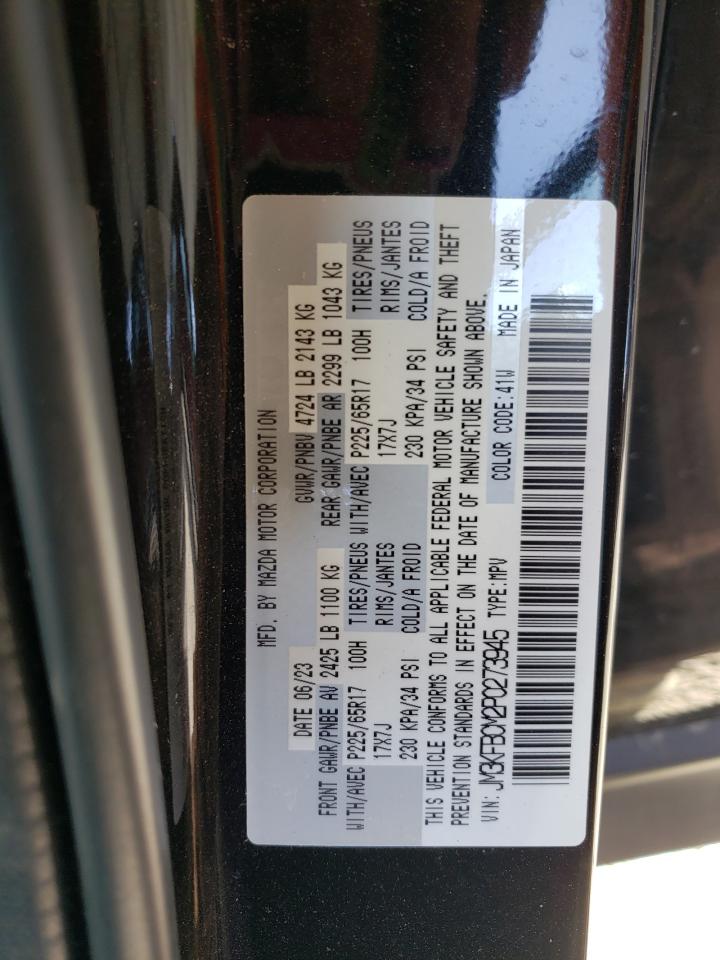 MFD. BY MAZDA MOTOR CORPORATION
DATE 06/23 GVWR/PNBV 4724 LB 2143 KG
FRONT GAWR/PNBE AV 2425 LB 1100 KG REAR GAWR/PNBE AR 2299 LB 1043 KG
WITH/AVEC P225/65R17 100H TIRES/PNEUS WITH/AVEC P225/65R17 100H TIRES/PNEUS
17X7J RIMS/JANTES 17X7J RIMS/JANTES
230 KPA/34 PSI COLD/A FROID 230 KPA/34 PSI COLD/A FROID
THIS VEHICLE CONFORMS TO ALL APPLICABLE FEDERAL MOTOR VEHICLE SAFETY AND THEFT
PREVENTION STANDARDS IN EFFECT ON THE DATE OF MANUFACTURE SHOWN ABOVE.
VIN: JM3KFBCM2P0273945 TYPE:MPV COLOR CODE:41W MADE IN JAPAN